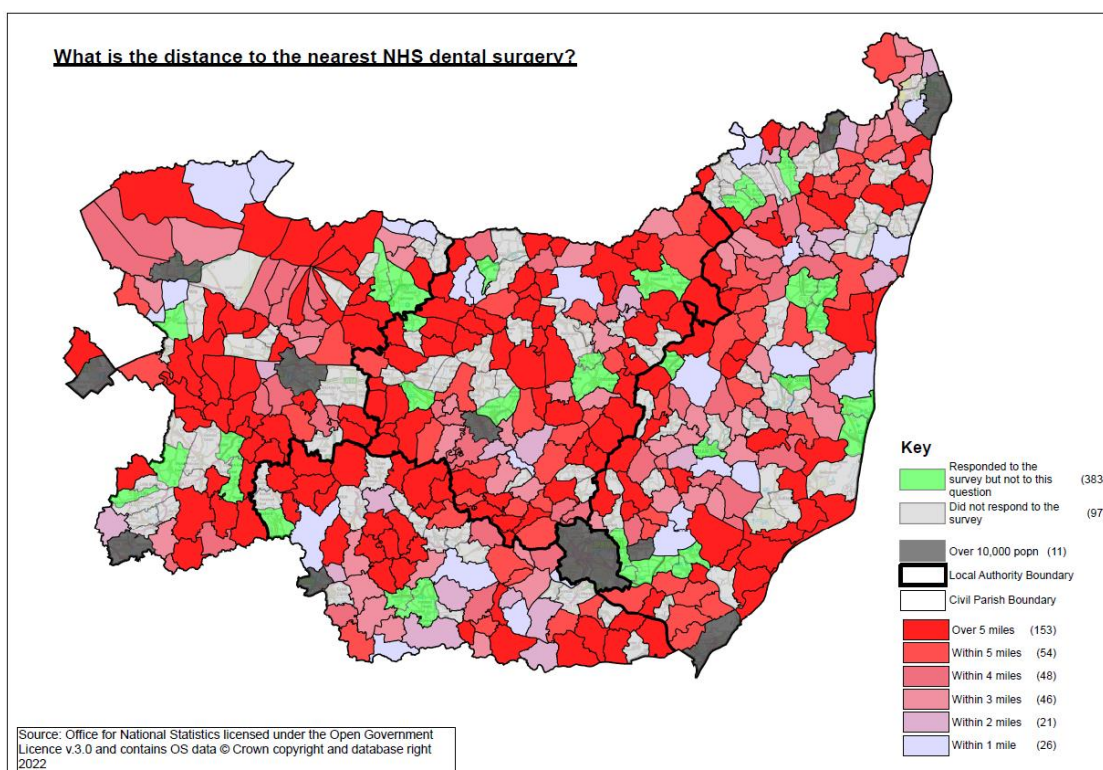 What is the distance to the nearest NHS dental surgery?
Key
Responded to the
survey but not to this
question (383
Did not respond to the
survey (97
Over 10,000 popn (11)
Local Authority Boundary
Civil Parish Boundary
Over 5 miles (153)
Within 5 miles (54)
Within 4 miles (48)
Within 3 miles (46)
Within 2 miles (21)
Within 1 mile (26)
Source: Office for National Statistics licensed under the Open Government
Licence v.3.0 and contains OS data © Crown copyright and database right
2022